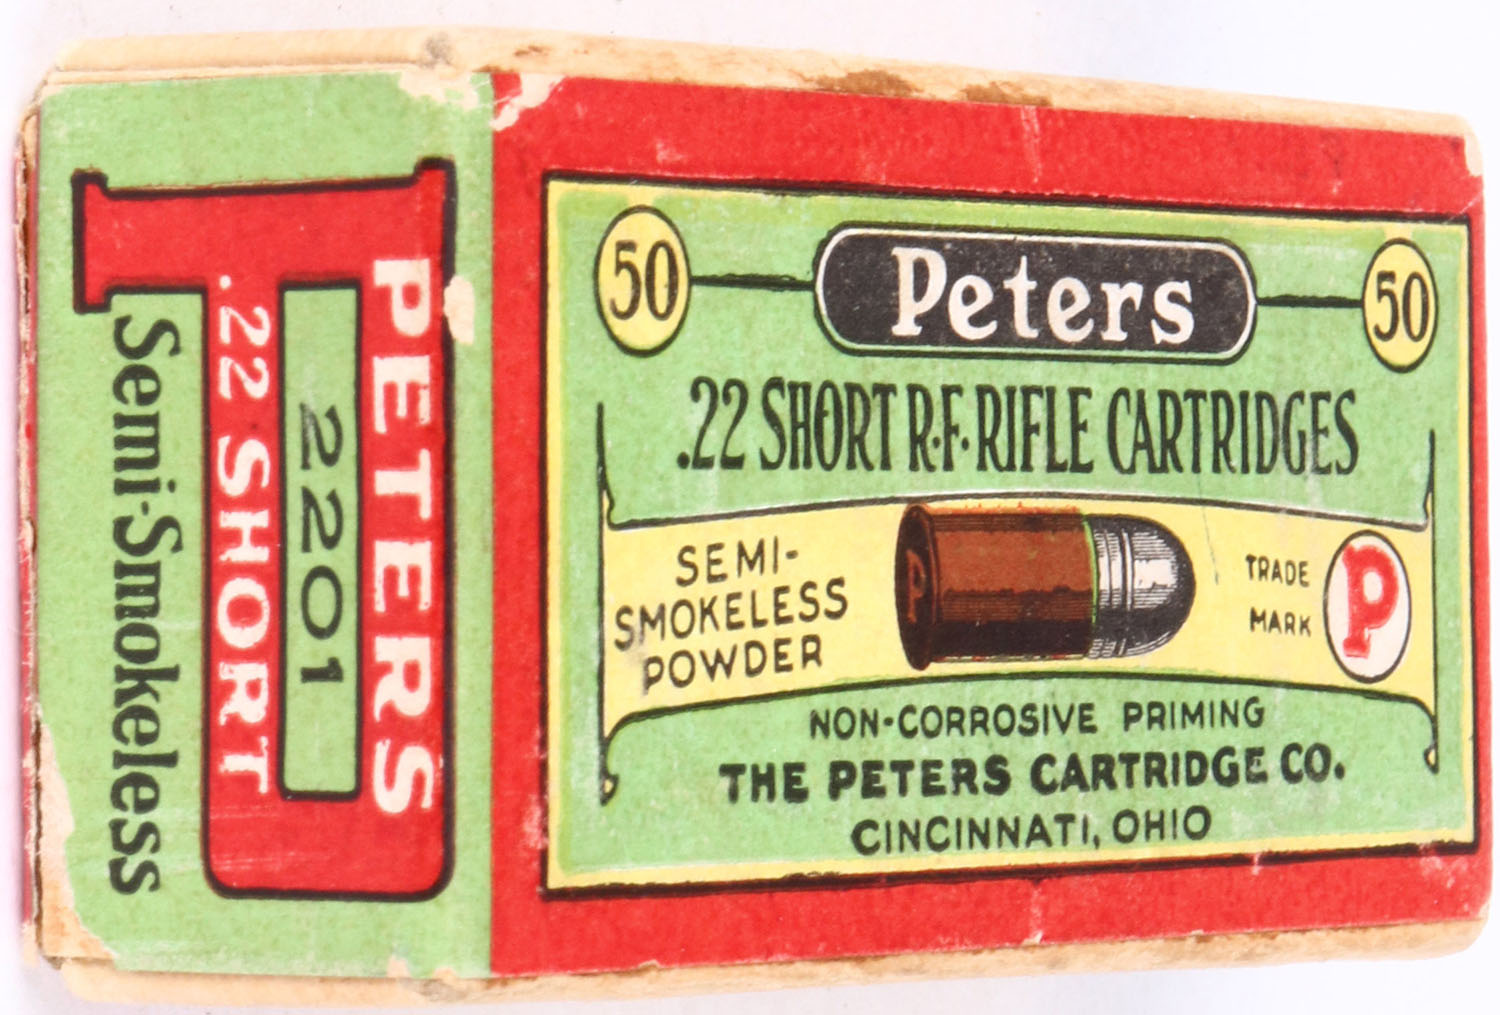 50 Peters 50
.22 SHORT R·F· RIFLE CARTRIDGES
SEMI-
SMOKELESS
POWDER
P
TRADE
MARK
P
NON-CORROSIVE PRIMING
THE PETERS CARTRIDGE CO.
CINCINNATI, OHIO
PETERS
2201
.22 SHORT
Semi-Smokeless